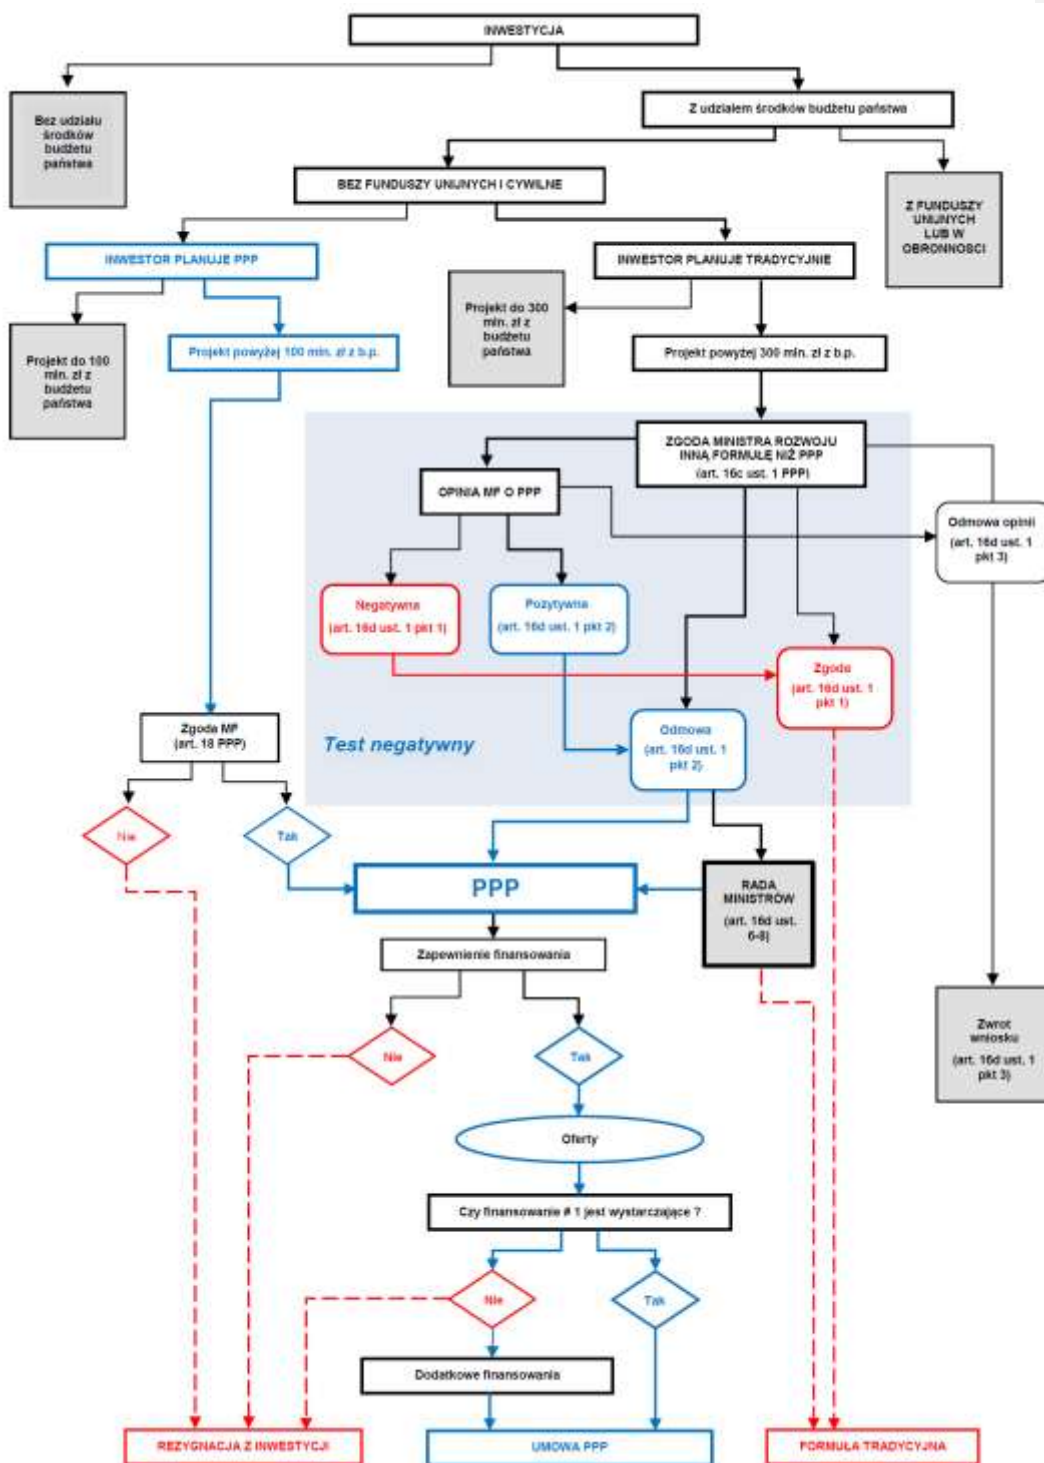 INWESTYCJA
Bez udziału
środków
budżetu
państwa
Z udziałem środków budżetu państwa
BEZ FUNDUSZY UNIJNYCH I CYWILNE
Z FUNDUSZY
UNIJNYCH
LUB W
OBRONNOŚCI
INWESTOR PLANUJE PPP
INWESTOR PLANUJE TRADYCYJNIE
Projekt do 100
mln. zł z
budżetu
państwa
Projekt powyżej 100 mln. zł z b.p.
Projekt do 300
mln. zł z
budżetu
państwa
Projekt powyżej 300 mln. zł z b.p.
ZGODA MINISTRA ROZWOJU
INNĄ FORMUŁĘ NIŻ PPP
(art. 16c ust. 1 PPP)
OPINIA MF O PPP
Odmowa opinii
(art. 16d ust. 1
pkt 3)
Negatywna
(art. 16d ust. 1 pkt 1)
Pozytywna
(art. 16d ust. 1 pkt 2)
Zgoda
(art. 16d ust. 1
pkt 1)
Zgoda MF
(art. 18 PPP)
Test negatywny
Odmowa
(art. 16d ust. 1
pkt 2)
Nie
Tak
PPP
RADA
MINISTRÓW
(art. 16d ust.
6-8)
Zapewnienie finansowania
Nie
Tak
Zwrot
wniosku
(art. 16d ust. 1
pkt 3)
Oferty
Czy finansowanie # 1 jest wystarczające ?
Nie
Tak
Dodatkowe finansowania
REZYGNACJA Z INWESTYCJI
UMOWA PPP
FORMUŁA TRADYCYJNA